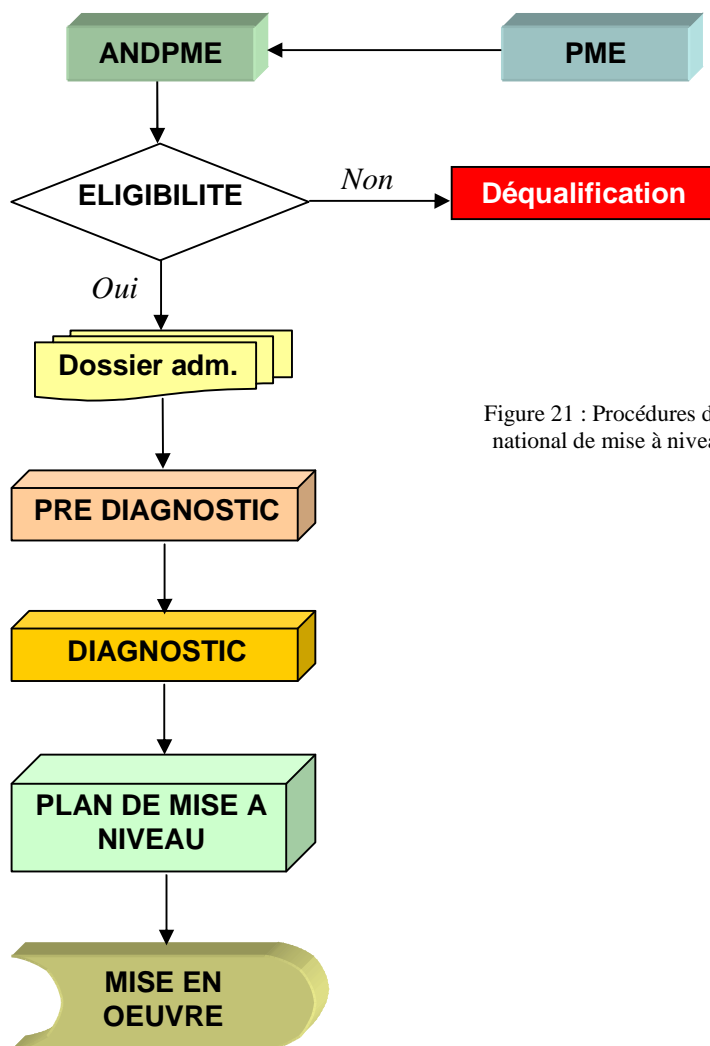 ANDPME
PME
ELIGIBILITE
Non
Déqualification
Oui
Dossier adm.
Figure 21 : Procédures
national de mise à
PRE DIAGNOSTIC
DIAGNOSTIC
PLAN DE MISE A
NIVEAU
MISE EN
OEUVRE